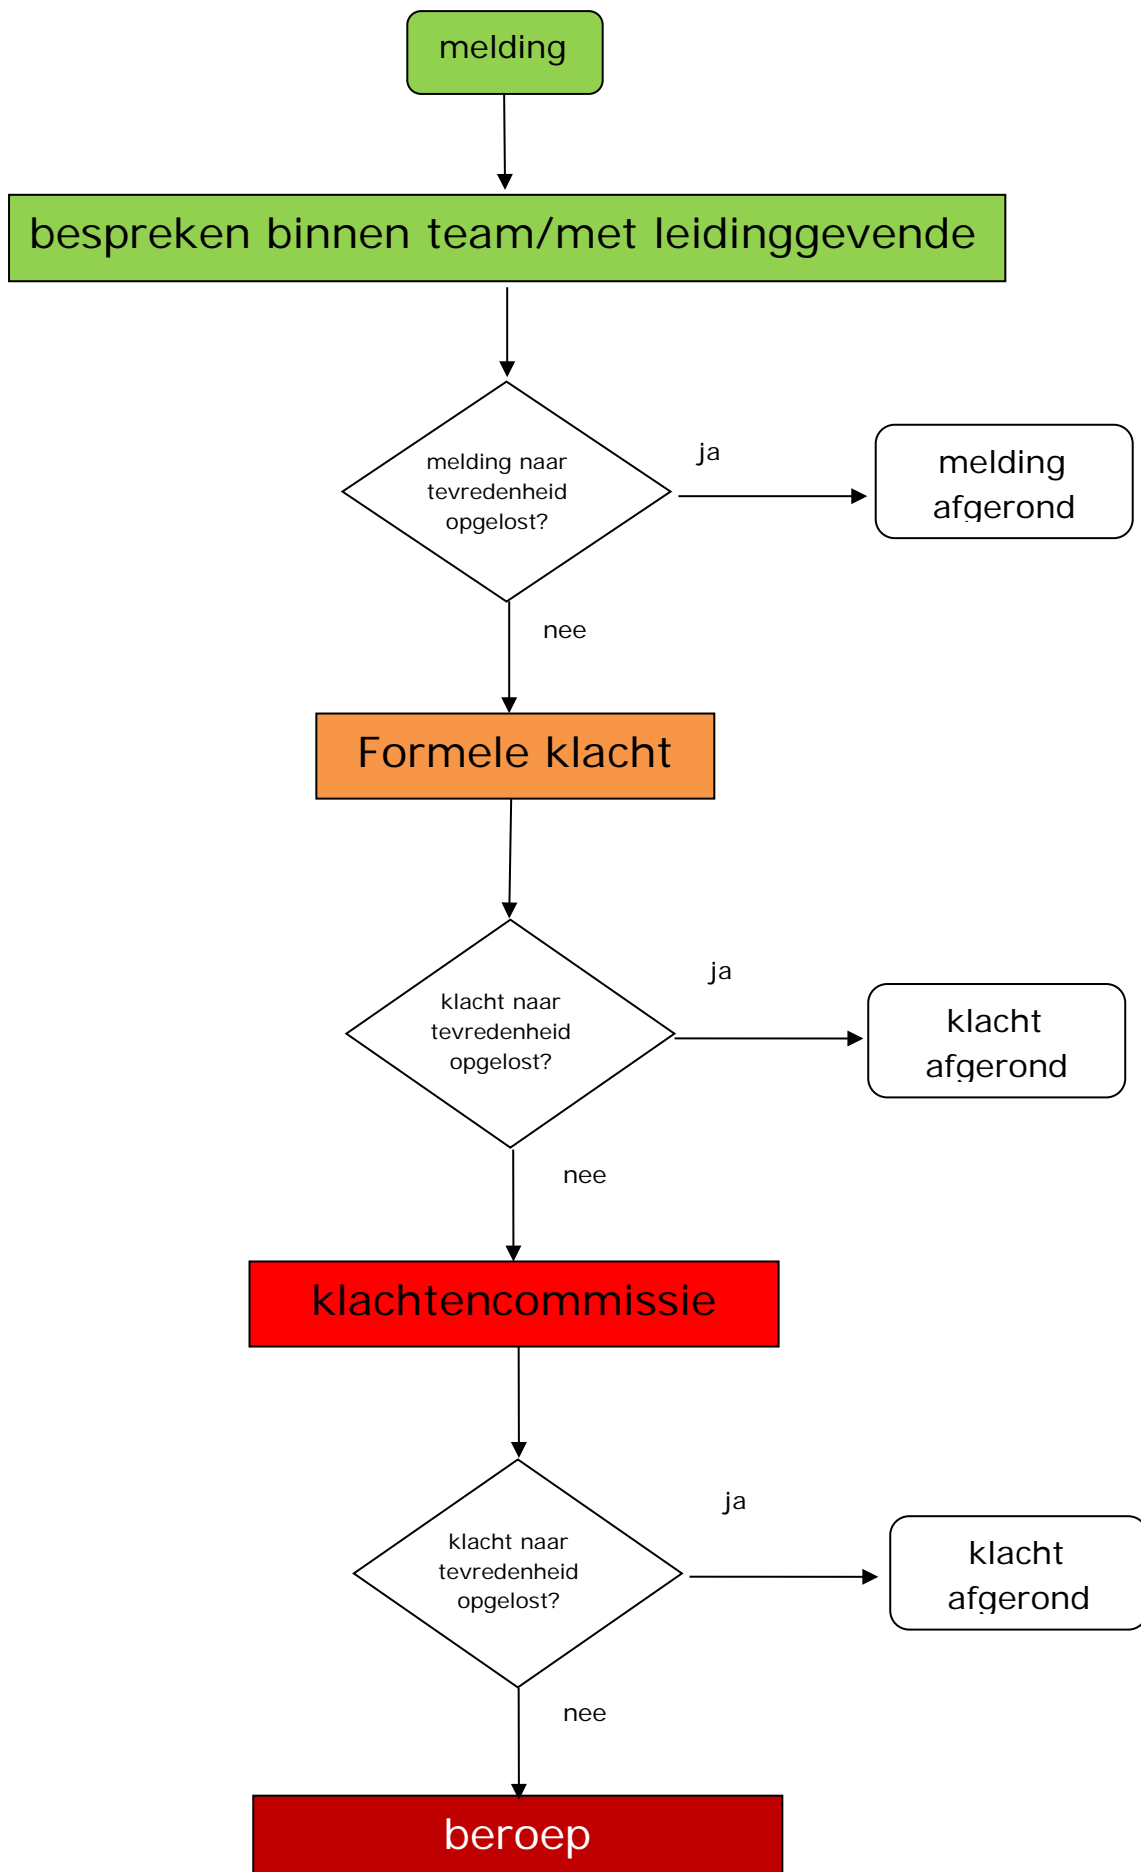 melding
bespreken binnen team/met leidinggevende
melding naar
tevredenheid
opgelost?
ja
melding
afgerond
nee
Formele klacht
klacht naar
tevredenheid
opgelost?
ja
klacht
afgerond
nee
klachtencommissie
klacht naar
tevredenheid
opgelost?
ja
klacht
afgerond
nee
beroep